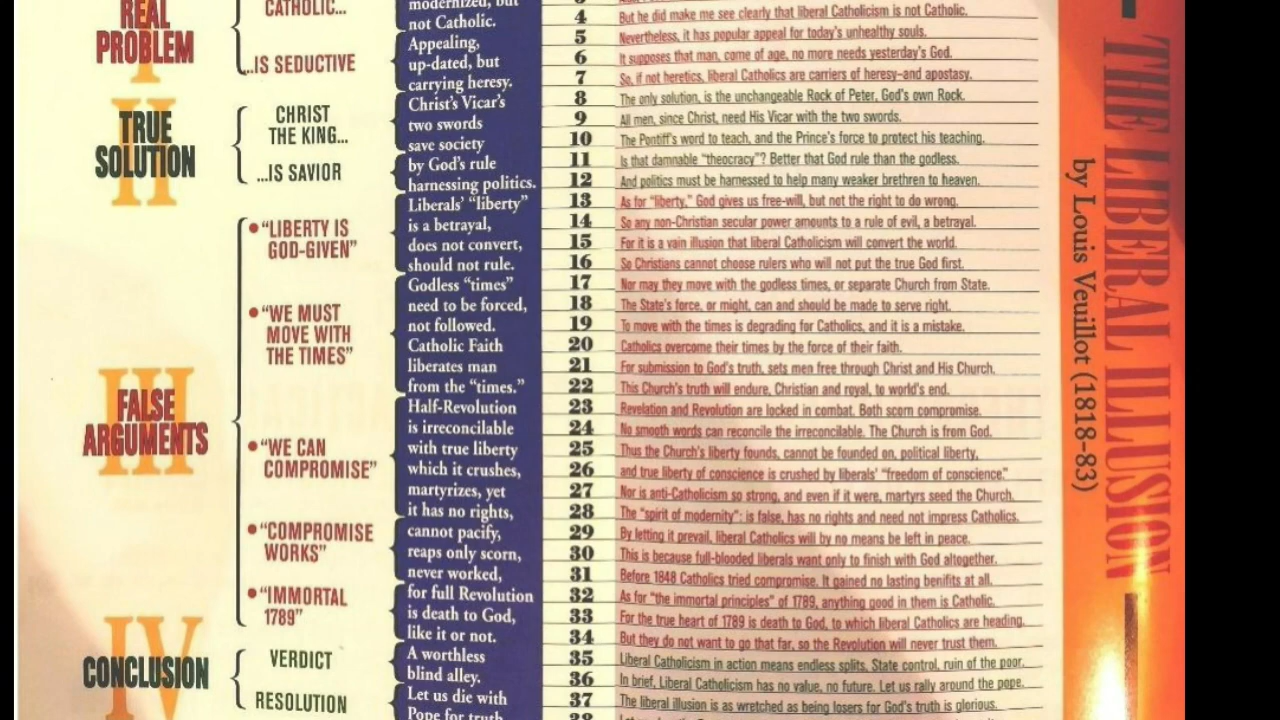 REAL
PROBLEM
I
CATHOLIC...
...IS SEDUCTIVE
II
TRUE
SOLUTION
CHRIST
THE KING...
...IS SAVIOR
III
FALSE
ARGUMENTS
• “LIBERTY IS
GOD-GIVEN”
• “WE MUST
MOVE WITH
THE TIMES”
• “WE CAN
COMPROMISE”
• “COMPROMISE
WORKS”
• “IMMORTAL
1789”
IV
CONCLUSION
VERDICT
RESOLUTION
modernized, but
not Catholic.
Appealing,
up-dated, but
carrying heresy.
Christ's Vicar's
two swords
save society
by God's rule
harnessing politics.
Liberals' “liberty”
is a betrayal,
does not convert,
should not rule.
Godless “times”
need to be forced,
not followed.
Catholic Faith
liberates man
from the “times.”
Half-Revolution
is irreconcilable
with true liberty
which it crushes,
martyrizes, yet
it has no rights,
cannot pacify,
reaps only scorn,
never worked,
for full Revolution
is death to God,
like it or not.
A worthless
blind alley.
Let us die with
Pope for truth
4 But he did make me see clearly that liberal Catholicism is not Catholic.
5 Nevertheless, it has popular appeal for today's unhealthy souls.
6 It supposes that man, come of age, no more needs yesterday's God.
7 So, if not heretics, liberal Catholics are carriers of heresy–and apostasy.
8 The only solution, is the unchangeable Rock of Peter, God's own Rock.
9 All men, since Christ, need His Vicar with the two swords.
10 The Pontiff's word to teach, and the Prince's force to protect his teaching.
11 Is that damnable “theocracy”? Better that God rule than the godless.
12 And politics must be harnessed to help many weaker brethren to heaven.
13 As for “liberty,” God gives us free-will, but not the right to do wrong.
14 So any non-Christian secular power amounts to a rule of evil, a betrayal.
15 For it is a vain illusion that liberal Catholicism will convert the world.
16 So Christians cannot choose rulers who will not put the true God first.
17 Nor may they move with the godless times, or separate Church from State.
18 The State's force, or might, can and should be made to serve right.
19 To move with the times is degrading for Catholics, and it is a mistake.
20 Catholics overcome their times by the force of their faith.
21 For submission to God's truth, sets men free through Christ and His Church.
22 This Church's truth will endure, Christian and royal, to world's end.
23 Revelation and Revolution are locked in combat. Both scorn compromise.
24 No smooth words can reconcile the irreconcilable. The Church is from God.
25 Thus the Church's liberty founds, cannot be founded on, political liberty,
26 and true liberty of conscience is crushed by liberals' “freedom of conscience.”
27 Nor is anti-Catholicism so strong, and even if it were, martyrs seed the Church.
28 The “spirit of modernity”: is false, has no rights and need not impress Catholics.
29 By letting it prevail, liberal Catholics will by no means be left in peace.
30 This is because full-blooded liberals want only to finish with God altogether.
31 Before 1848 Catholics tried compromise. It gained no lasting benifits at all.
32 As for “the immortal principles” of 1789, anything good in them is Catholic.
33 For the true heart of 1789 is death to God, to which liberal Catholics are heading.
34 But they do not want to go that far, so the Revolution will never trust them.
35 Liberal Catholicism in action means endless splits, State control, ruin of the poor.
36 In brief, Liberal Catholicism has no value, no future. Let us rally around the pope.
37 The liberal illusion is as wretched as being losers for God's truth is glorious.
38
THE LIBERAL ILLUSION
by Louis Veuillot (1818-83)